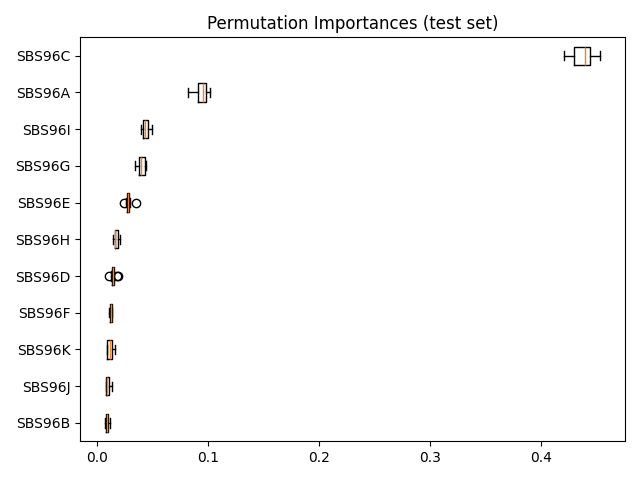 Permutation Importances (test set)
SBS96C
SBS96A
SBS96I
SBS96G
SBS96E
SBS96H
SBS96D
SBS96F
SBS96K
SBS96J
SBS96B
0.0 0.1 0.2 0.3 0.4